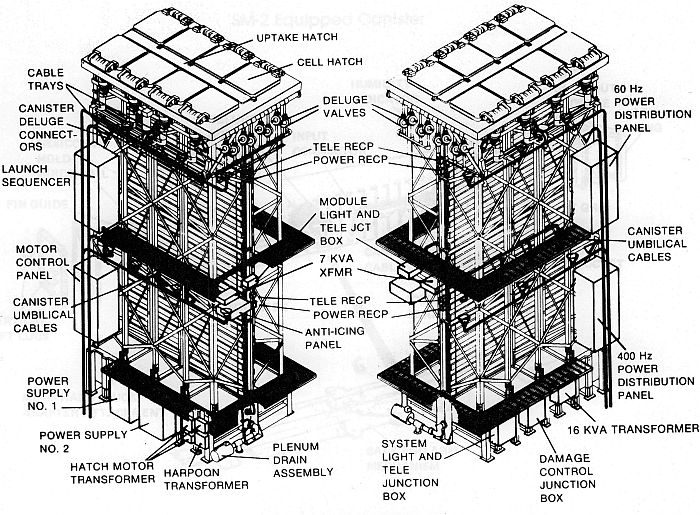 SM-2 Equipped Canister
UPTAKE HATCH
CELL HATCH
CABLE
TRAYS
CANISTER
DELUGE
CONNECT-
ORS
LAUNCH
SEQUENCER
MOTOR
CONTROL
PANEL
CANISTER
UMBILICAL
CABLES
POWER
SUPPLY
NO. 1
POWER SUPPLY
NO. 2
HATCH MOTOR
TRANSFORMER
HARPOON
TRANSFORMER
PLENUM
DRAIN
ASSEMBLY
DELUGE
VALVES
TELE RECP
POWER RECP
MODULE
LIGHT AND
TELE JCT
BOX
7 KVA
XFMR
TELE RECP
POWER RECP
ANTI-ICING
PANEL
60 Hz
POWER
DISTRIBUTION
PANEL
CANISTER
UMBILICAL
CABLES
400 Hz
POWER
DISTRIBUTION
PANEL
16 KVA TRANSFORMER
DAMAGE
CONTROL
JUNCTION
BOX
SYSTEM
LIGHT AND
TELE
JUNCTION
BOX